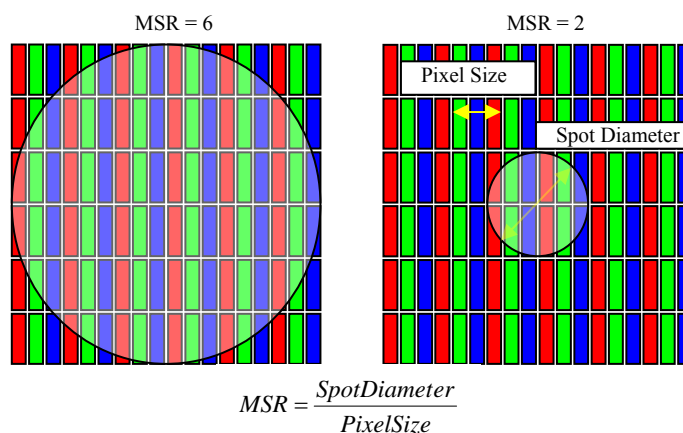 MSR = 6
MSR = 2
Pixel Size
Spot Diameter
MSR = SpotDiameter / PixelSize